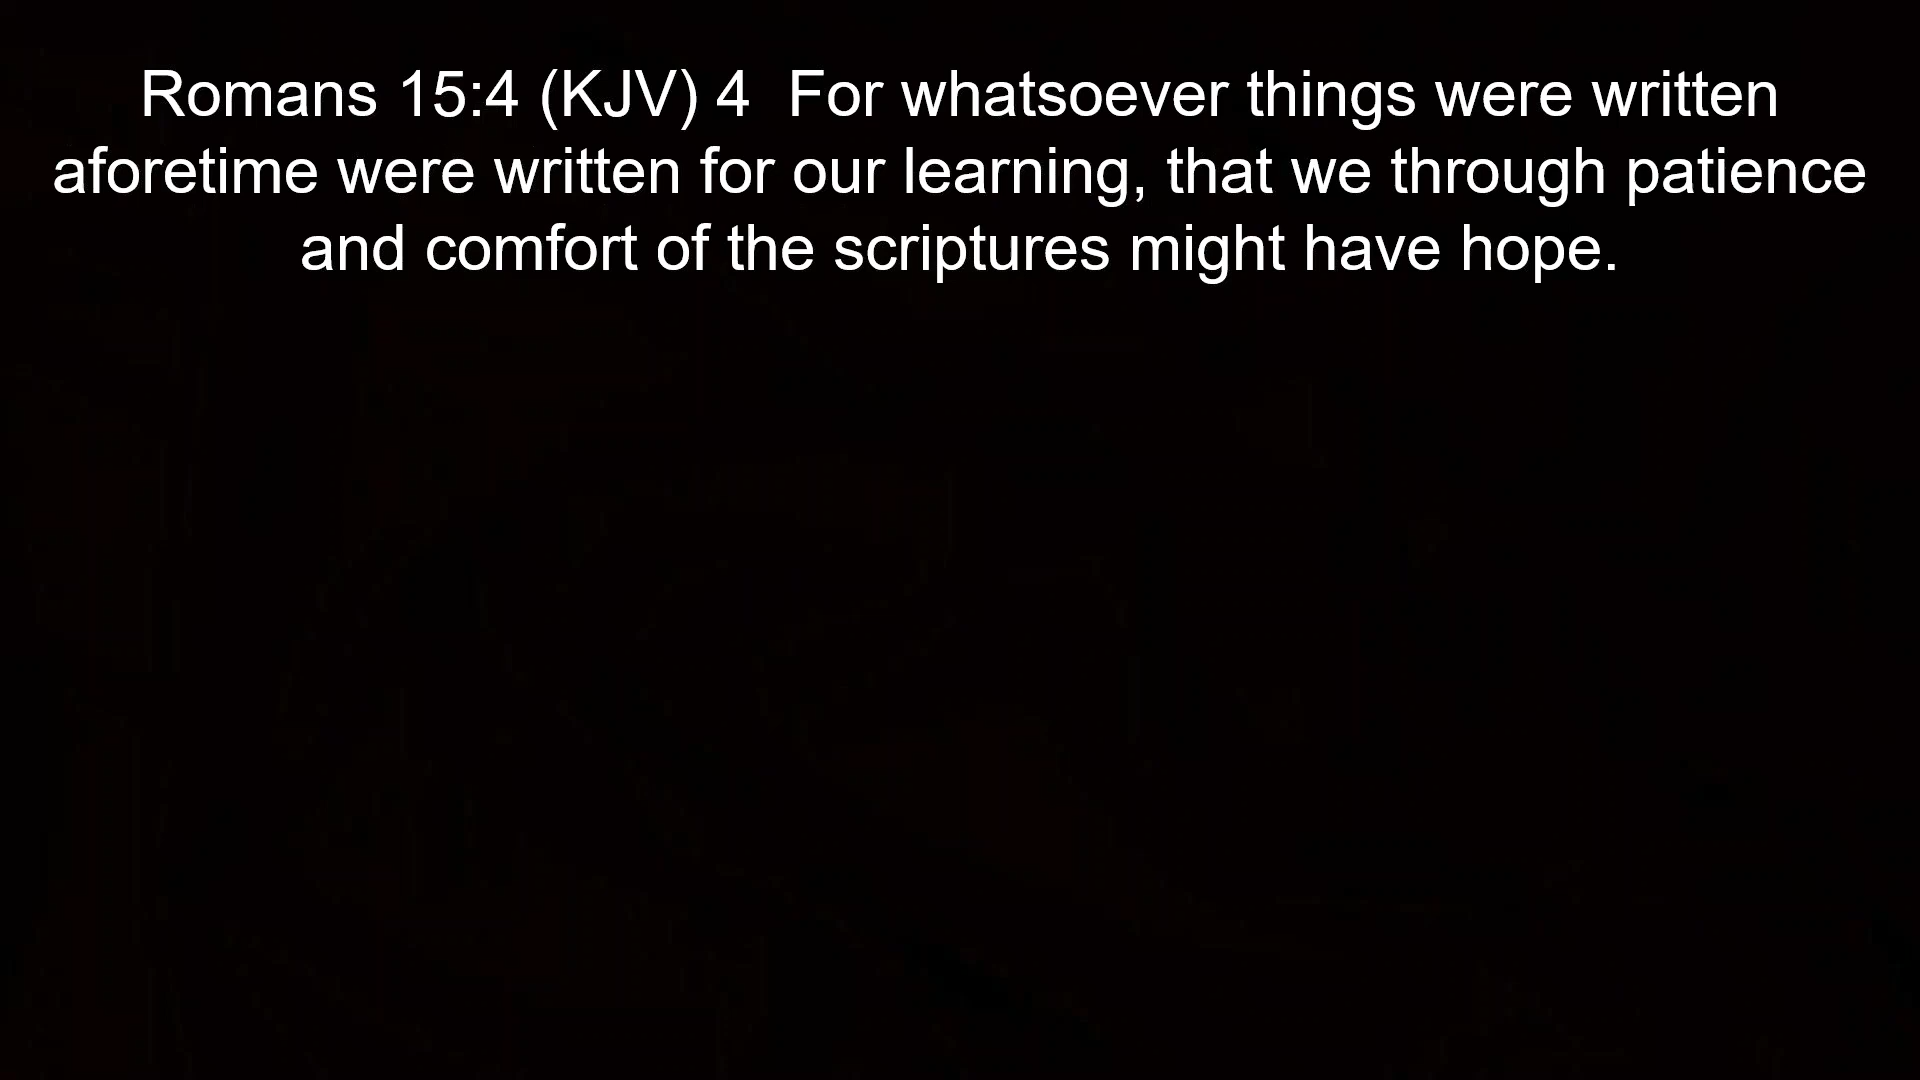 Romans 15:4 (KJV) 4  For whatsoever things were written
aforetime were written for our learning, that we through patience
and comfort of the scriptures might have hope.